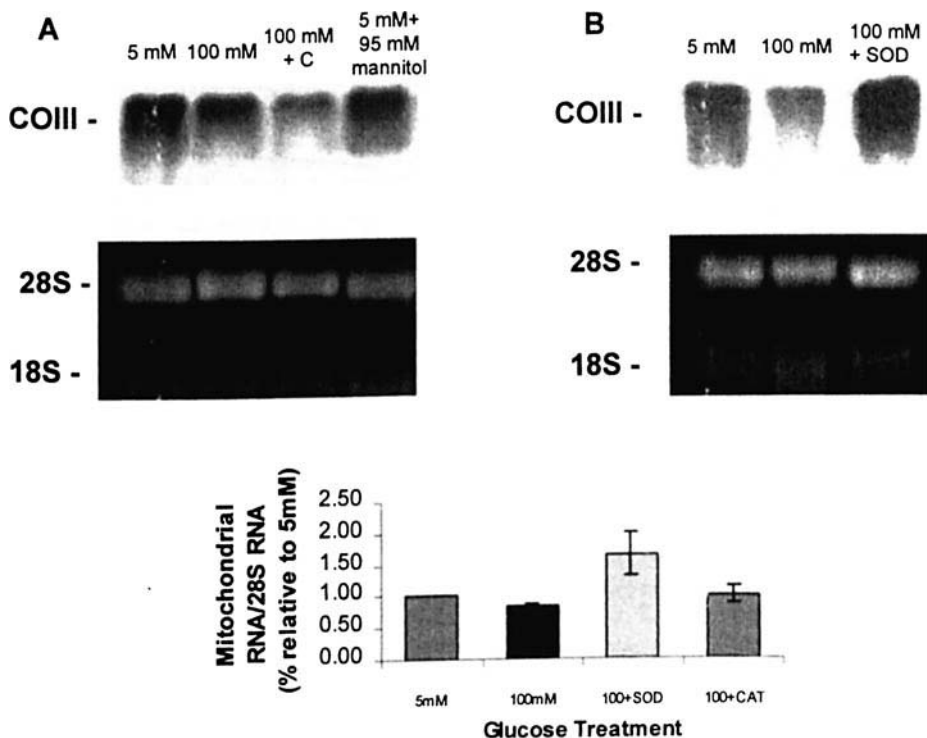 A
5 mM 100 mM 100 mM + C 5 mM+ 95 mM mannitol
COIII -
28S -
18S -
B
5 mM 100 mM 100 mM + SOD
COIII -
28S -
18S -
Mitochondrial RNA/28S RNA (% relative to 5mM)
2.50
2.00
1.50
1.00
0.50
0.00
5mM 100mM 100+SOD 100+CAT
Glucose Treatment